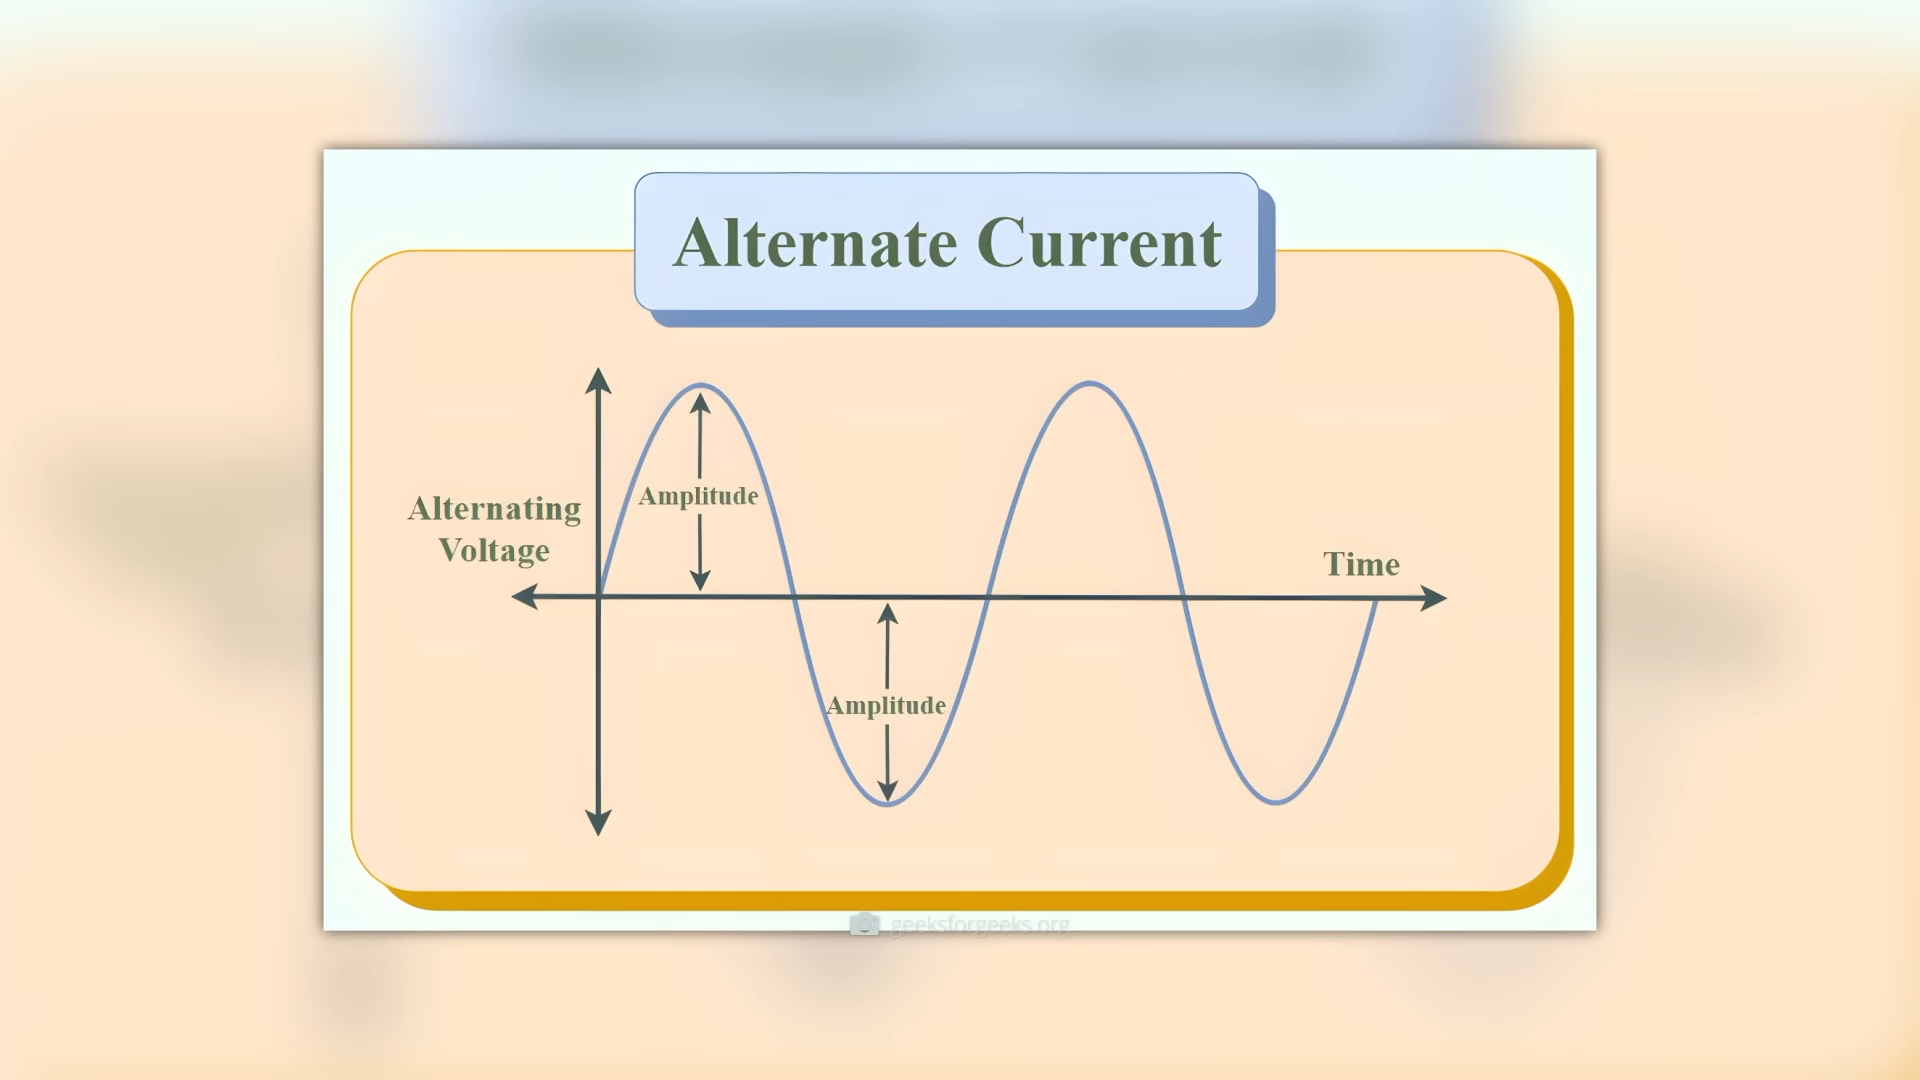 Alternate Current
Alternating
Voltage
Amplitude
Time
Amplitude
geeksforgeeks.org